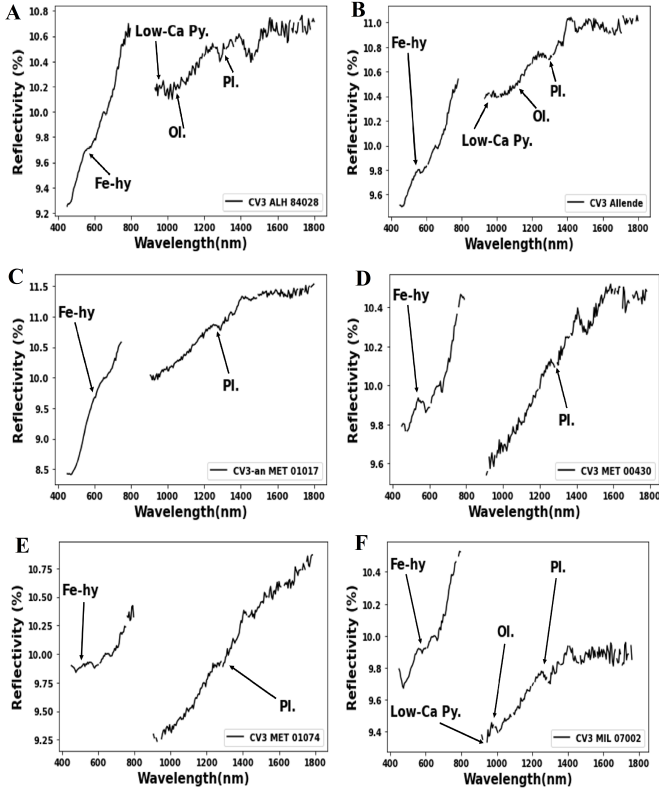 A
Reflectivity (%)
10.8
10.6
10.4
10.2
10.0
9.8
9.6
9.4
9.2
Low-Ca Py.
Pl.
Ol.
Fe-hy
CV3 ALH 84028
400 600 800 1000 1200 1400 1600 1800
Wavelength(nm)
B
Reflectivity (%)
11.0
10.8
10.6
10.4
10.2
10.0
9.8
9.6
Fe-hy
Pl.
Ol.
Low-Ca Py.
CV3 Allende
400 600 800 1000 1200 1400 1600 1800
Wavelength(nm)
C
Reflectivity (%)
11.5
11.0
10.5
10.0
9.5
9.0
8.5
Fe-hy
Pl.
CV3-an MET 01017
400 600 800 1000 1200 1400 1600 1800
Wavelength(nm)
D
Reflectivity (%)
10.4
10.2
10.0
9.8
9.6
Fe-hy
Pl.
CV3 MET 00430
400 600 800 1000 1200 1400 1600 1800
Wavelength(nm)
E
Reflectivity (%)
10.75
10.50
10.25
10.00
9.75
9.50
9.25
Fe-hy
Pl.
CV3 MET 01074
400 600 800 1000 1200 1400 1600 1800
Wavelength(nm)
F
Reflectivity (%)
10.4
10.2
10.0
9.8
9.6
9.4
Fe-hy
Pl.
Ol.
Low-Ca Py.
CV3 MIL 07002
400 600 800 1000 1200 1400 1600 1800
Wavelength(nm)